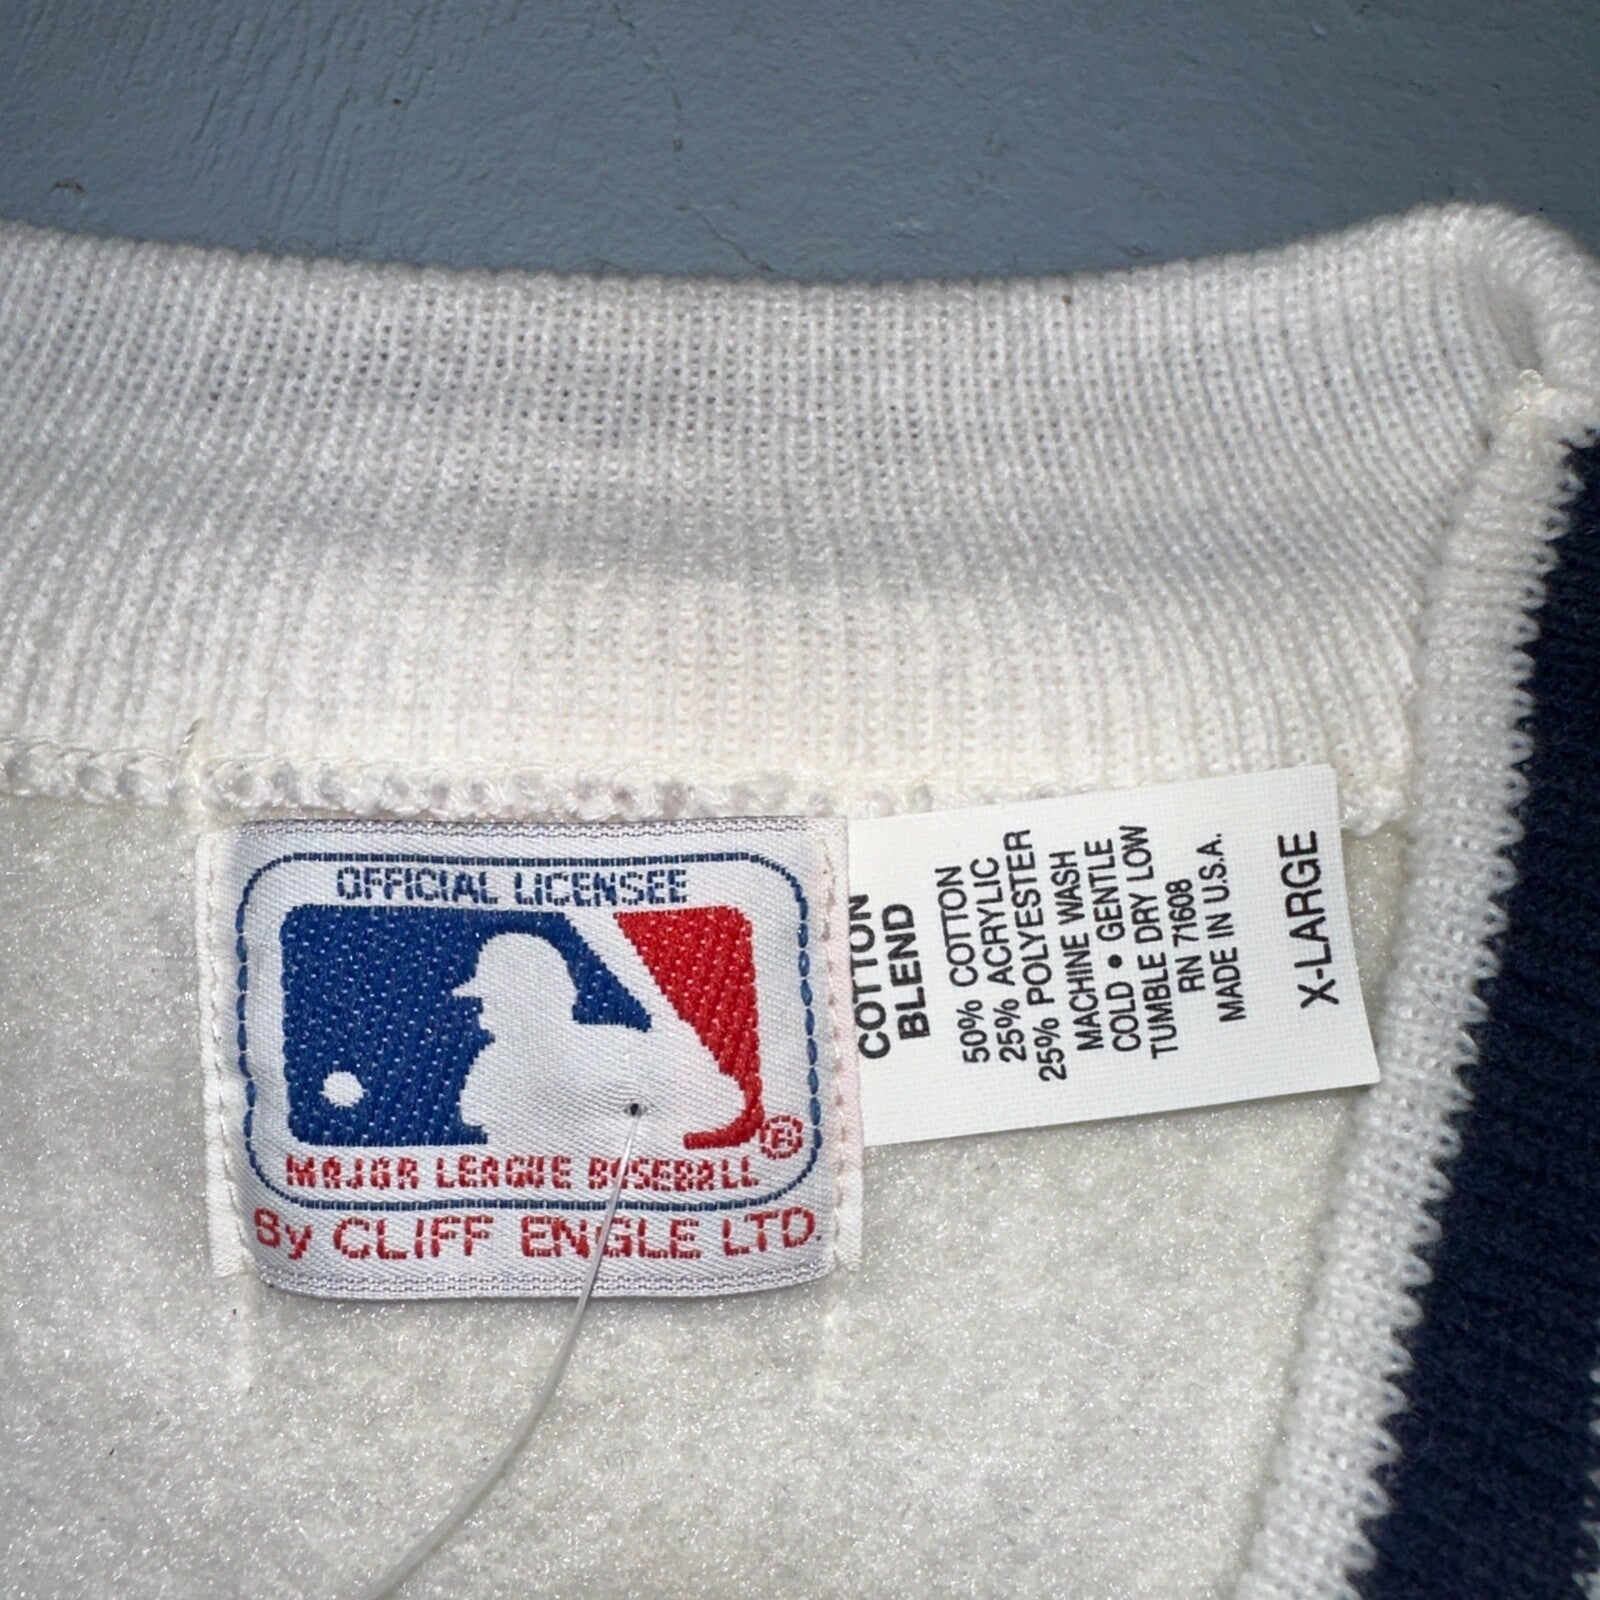 OFFICIAL LICENSEE
MAJOR LEAGUE BASEBALL ®
By CLIFF ENGLE LTD.
COTTON
BLEND
50% COTTON
25% ACRYLIC
25% POLYESTER
MACHINE WASH
COLD • GENTLE
TUMBLE DRY LOW
RN 71608
MADE IN U.S.A.
X-LARGE